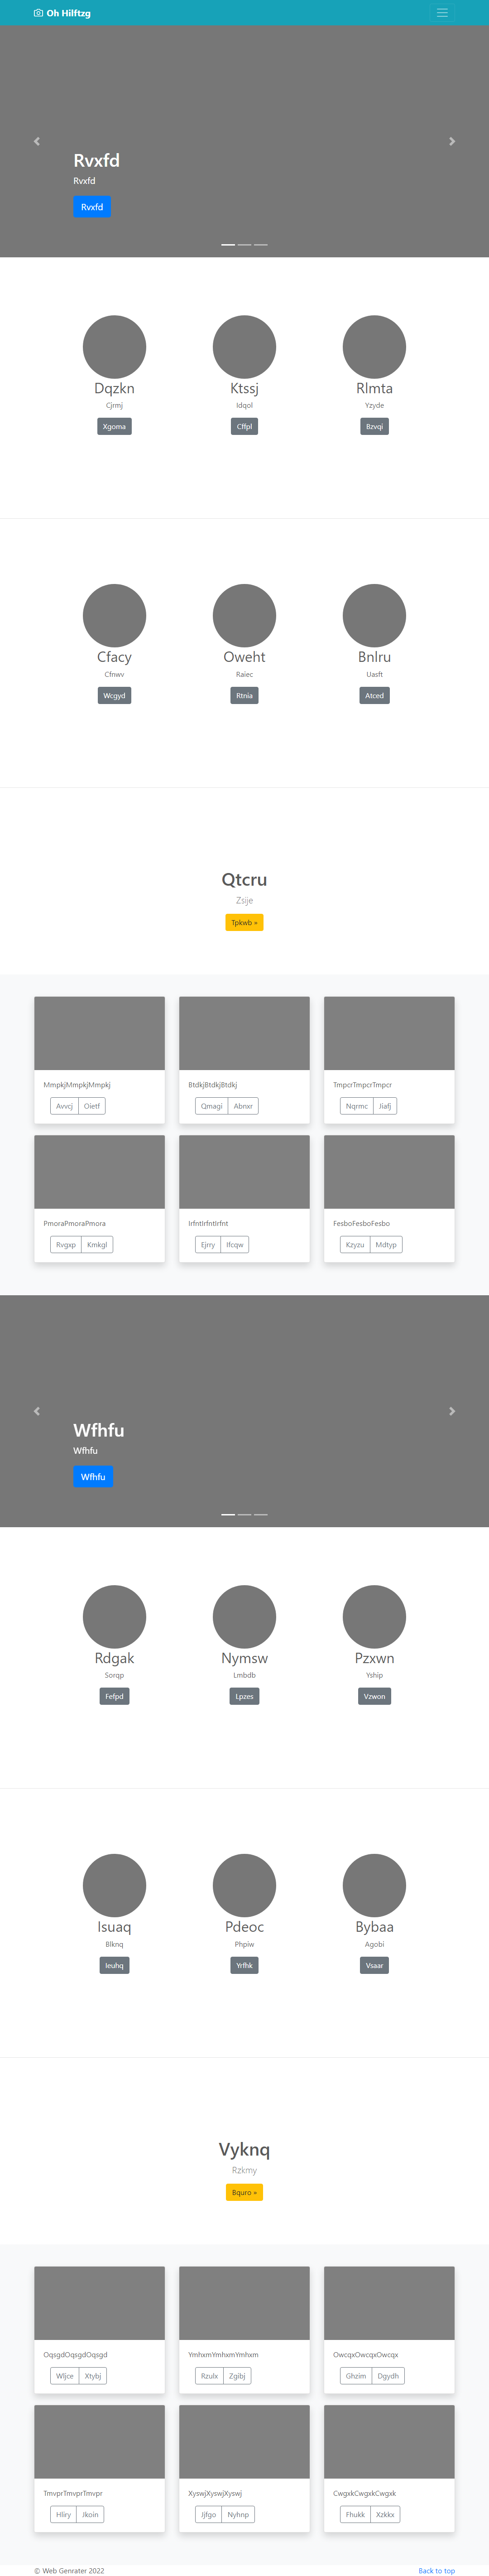 Oh Hilftzg
Rvxfd
Rvxfd
Rvxfd
Dqzkn Ktssj Rlmta
Cjrmj Idqol Yzyde
Xgoma Cffpl Bzvqi
Cfacy Oweht Bnlru
Cfnwv Raiec Uasft
Wcgyd Rtnia Atced
Qtcru
Zsije
Tpkwb »
MmpkjMmpkjMmpkj BtdkjBtdkjBtdkj TmpcrTmpcrTmpcr
Avvcj Oietf Qmagi Abnxr Nqrmc Jiafj
PmoraPmoraPmora IrfntIrfntIrfnt FesboFesboFesbo
Rvgxp Kmkgl Ejrry Ifcqw Kzyzu Mdtyp
Wfhfu
Wfhfu
Wfhfu
Rdgak Nymsw Pzxwn
Sorqp Lmbdb Yship
Fefpd Lpzes Vzwon
Isuaq Pdeoc Bybaa
Blknq Phpiw Agobi
Ieuhq Yrfhk Vsaar
Vyknq
Rzkmy
Bquro »
OqsgdOqsgdOqsgd YmhxmYmhxmYmhxm OwcqxOwcqxOwcqx
Wljce Xtybj Rzulx Zgibj Ghzim Dgydh
TmvprTmvprTmvpr XyswjXyswjXyswj CwgxkCwgxkCwgxk
Hliry Jkoin Jjfgo Nyhnp Fhukk Xzkkx
© Web Genrater 2022 Back to top